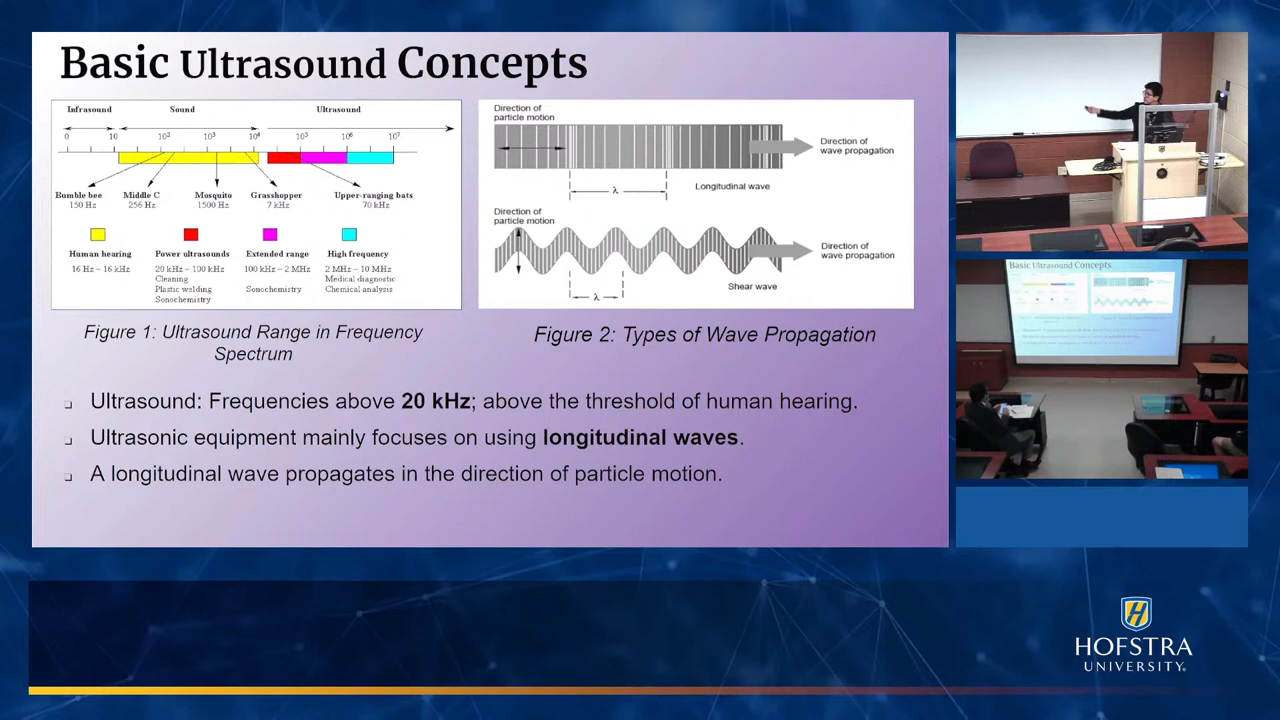 Basic Ultrasound Concepts
Infrasound Sound Ultrasound
0 10 10² 10³ 10⁴ 10⁵ 10⁶ 10⁷
Bumble bee Middle C Mosquito Grasshopper Upper-ranging bats
150 Hz 256 Hz 1500 Hz 7 kHz 70 kHz
Human hearing Power ultrasounds Extended range High frequency
16 Hz – 16 kHz 20 kHz – 100 kHz 100 kHz – 2 MHz 2 MHz – 10 MHz
Cleaning Medical diagnostic
Plastic welding Sonochemistry Chemical analysis
Sonochemistry
Figure 1: Ultrasound Range in Frequency
Spectrum
Direction of
particle motion
Direction of
wave propagation
λ
Longitudinal wave
Direction of
particle motion
Direction of
wave propagation
Shear wave
λ
Figure 2: Types of Wave Propagation
Ultrasound: Frequencies above 20 kHz; above the threshold of human hearing.
Ultrasonic equipment mainly focuses on using longitudinal waves.
A longitudinal wave propagates in the direction of particle motion.
Basic Ultrasound Concepts
H
HOFSTRA
UNIVERSITY®